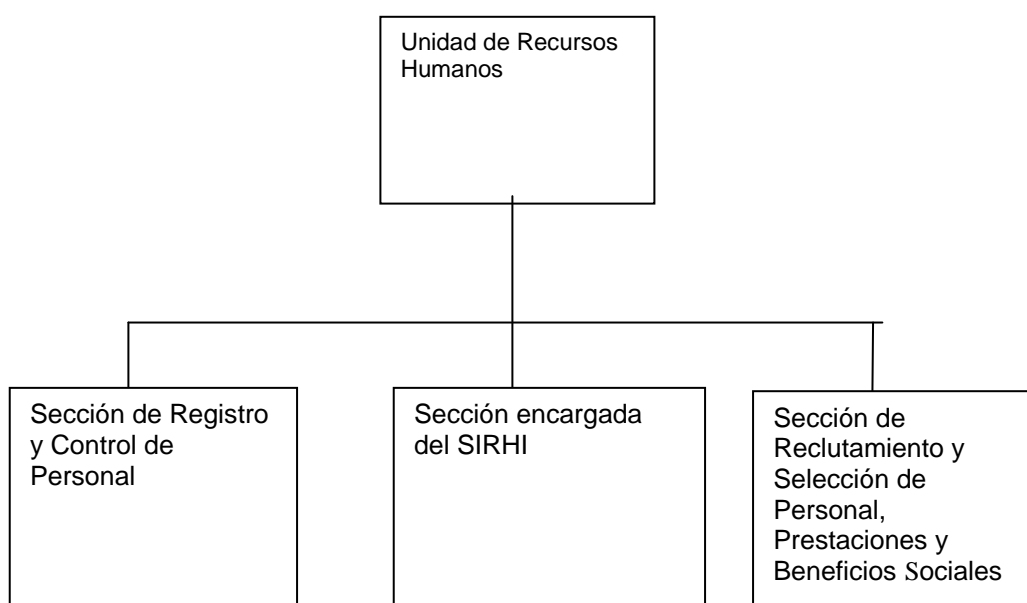 Unidad de Recursos
Humanos
Sección de Registro
y Control de
Personal
Sección encargada
del SIRHI
Sección de
Reclutamiento y
Selección de
Personal,
Prestaciones y
Beneficios Sociales